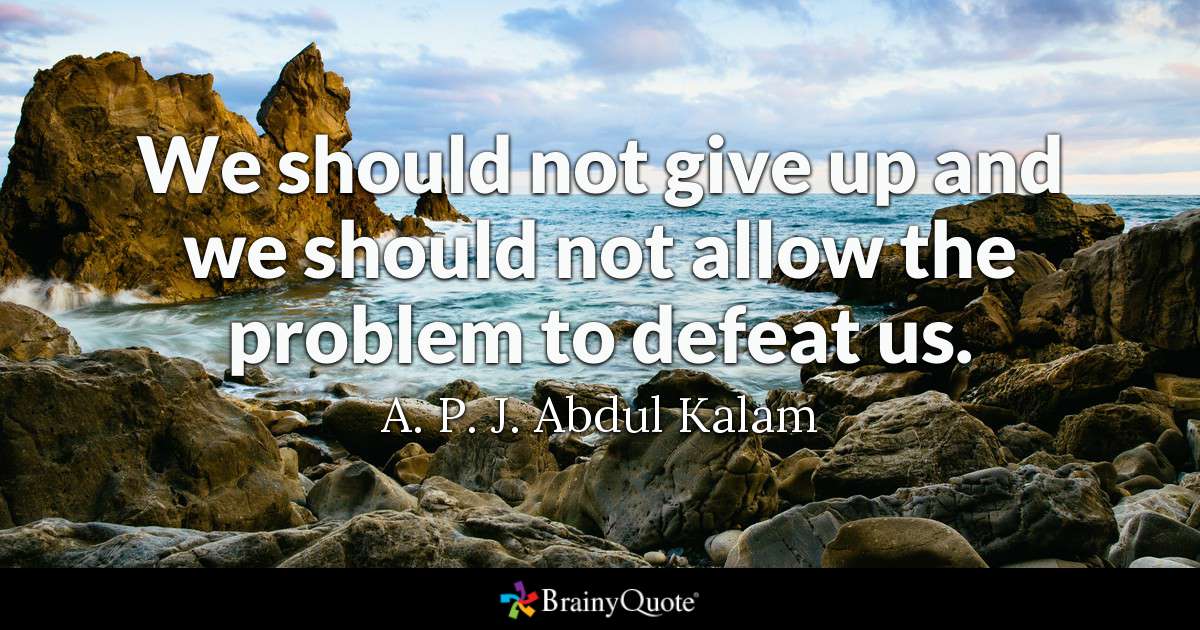 We should not give up and
we should not allow the
problem to defeat us.
A. P. J. Abdul Kalam
BrainyQuote®